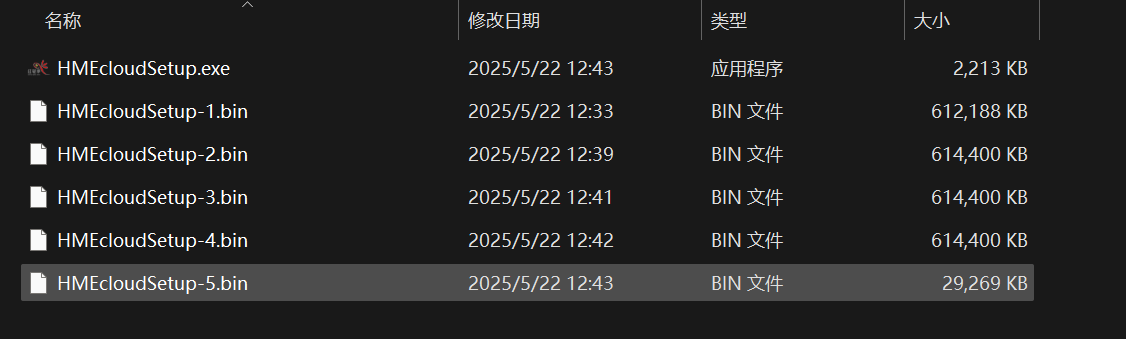 名称 修改日期 类型 大小
HMEcloudSetup.exe 2025/5/22 12:43 应用程序 2,213 KB
HMEcloudSetup-1.bin 2025/5/22 12:33 BIN 文件 612,188 KB
HMEcloudSetup-2.bin 2025/5/22 12:39 BIN 文件 614,400 KB
HMEcloudSetup-3.bin 2025/5/22 12:41 BIN 文件 614,400 KB
HMEcloudSetup-4.bin 2025/5/22 12:42 BIN 文件 614,400 KB
HMEcloudSetup-5.bin 2025/5/22 12:43 BIN 文件 29,269 KB